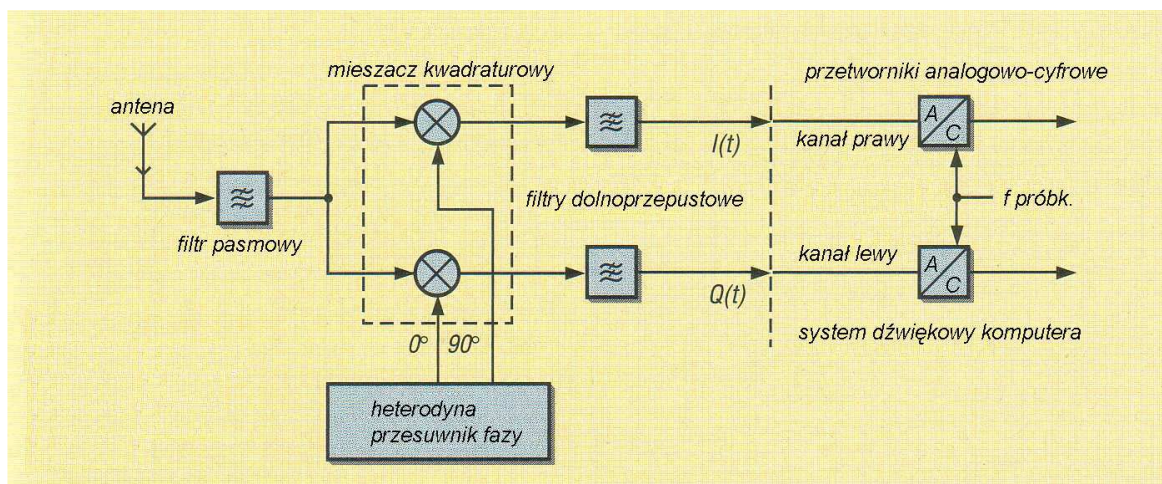 mieszacz kwadraturowy
przetworniki analogowo-cyfrowe
antena
A
C
I(t)
kanał prawy
filtry dolnoprzepustowe
f próbk.
filtr pasmowy
kanał lewy
A
C
Q(t)
0° 90°
system dźwiękowy komputera
heterodyna
przesuwnik fazy